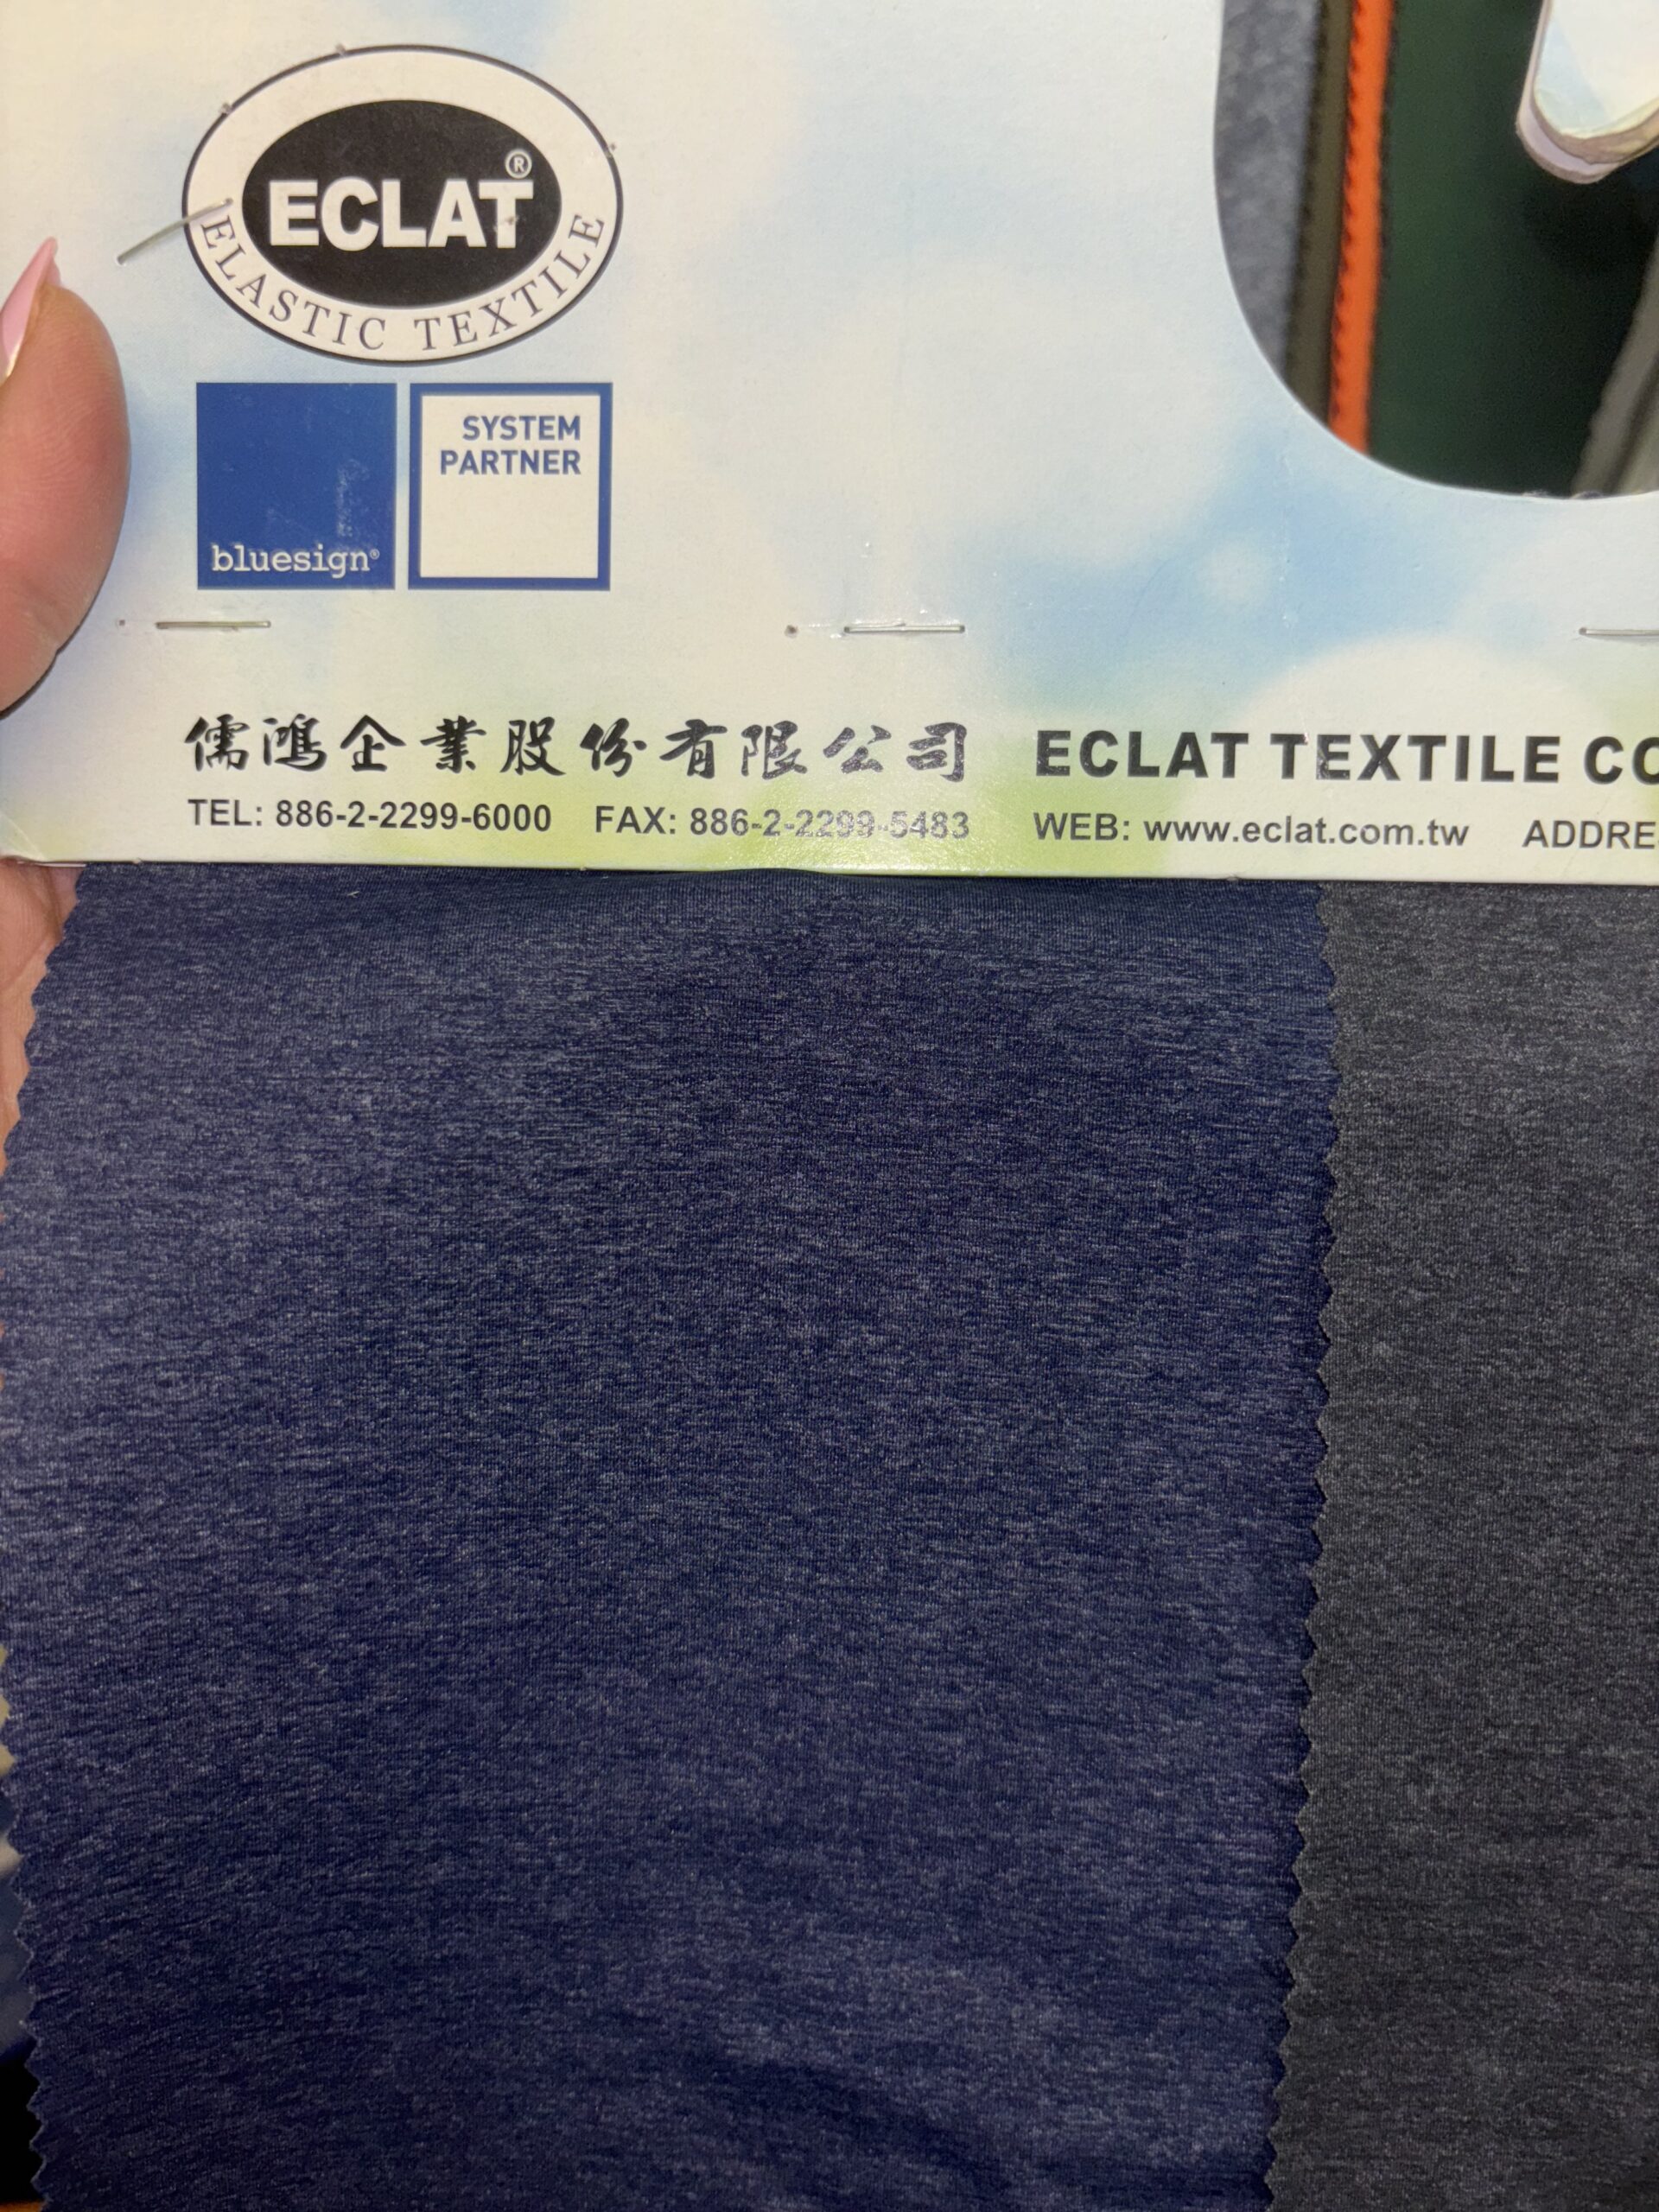 ECLAT®
ELASTIC TEXTILE
bluesign®
SYSTEM
PARTNER
儒鴻企業股份有限公司 ECLAT TEXTILE CO
TEL: 886-2-2299-6000 FAX: 886-2-2299-5483 WEB: www.eclat.com.tw ADDRE